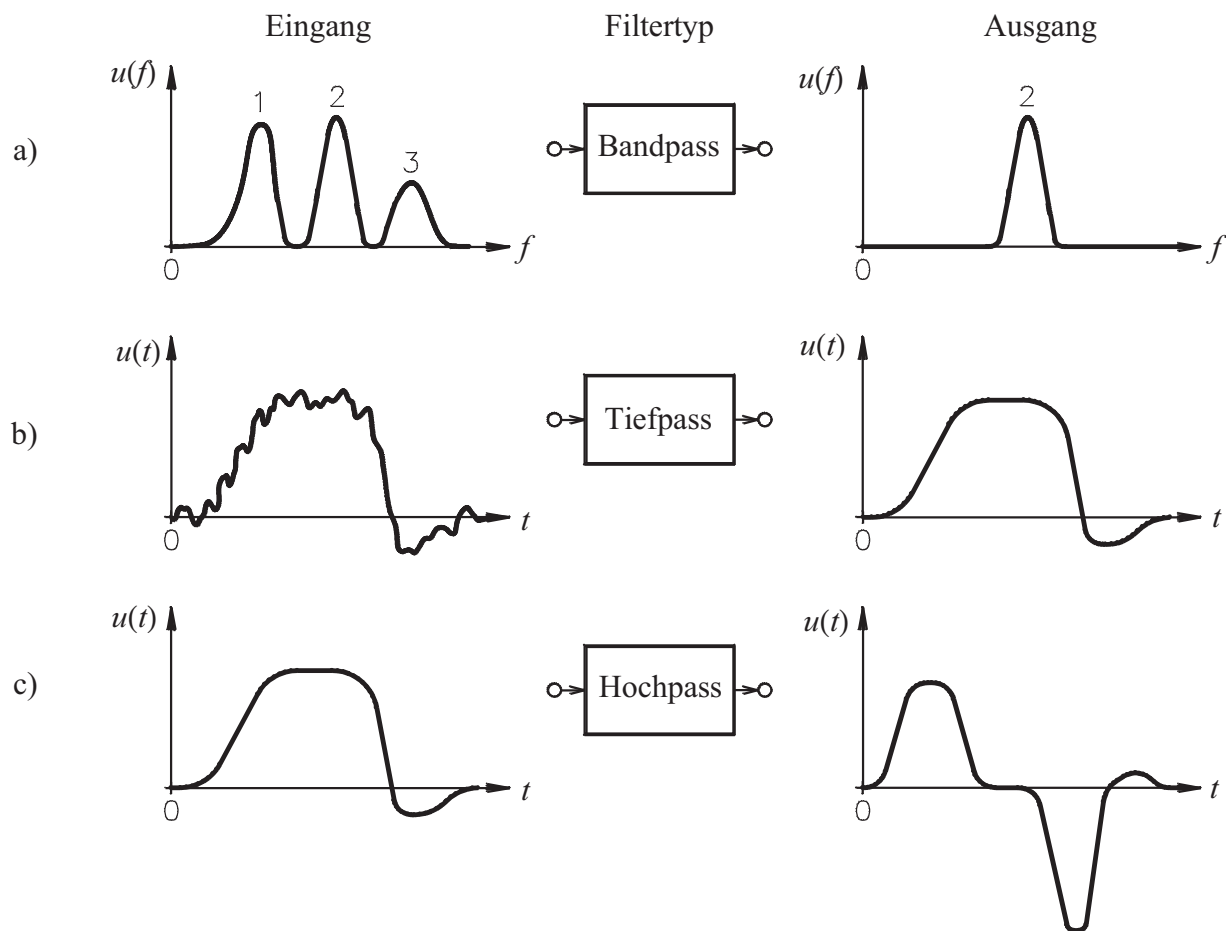 Eingang Filtertyp Ausgang
a)
u(f)
1 2 3
0 f
Bandpass
u(f)
2
0 f
b)
u(t)
0 t
Tiefpass
u(t)
0 t
c)
u(t)
0 t
Hochpass
u(t)
0 t